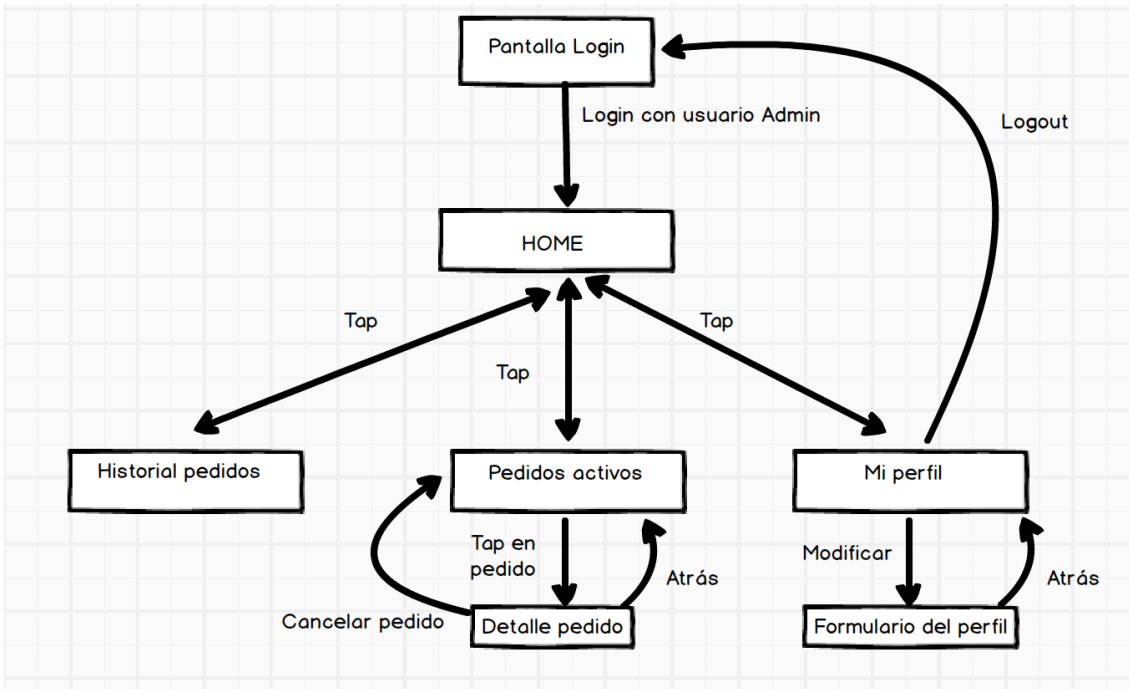 Pantalla Login
Login con usuario Admin
Logout
HOME
Tap
Tap
Tap
Historial pedidos
Pedidos activos
Mi perfil
Tap en
pedido
Atrás
Modificar
Atrás
Cancelar pedido
Detalle pedido
Formulario del perfil